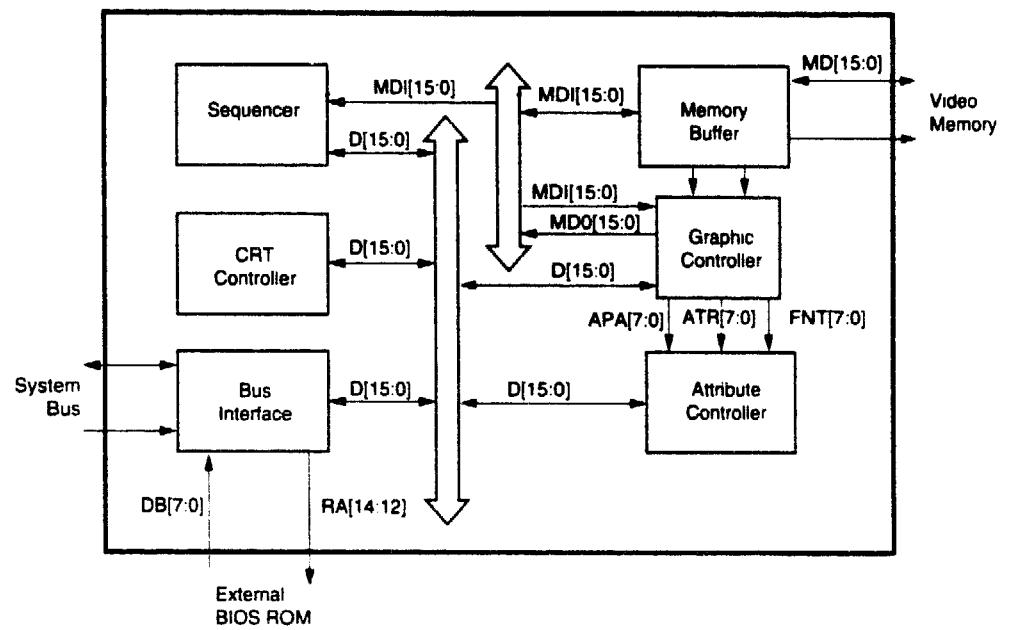 MD[15:0]
Sequencer
MDI[15:0]
MDI[15:0]
Memory
Buffer
Video
Memory
D[15:0]
MDI[15:0]
MD0[15:0]
CRT
Controller
D[15:0]
Graphic
Controller
D[15:0]
APA[7:0]
ATR[7:0]
FNT[7:0]
System
Bus
Bus
Interface
D[15:0]
D[15:0]
Attribute
Controller
DB[7:0]
RA[14:12]
External
BIOS ROM